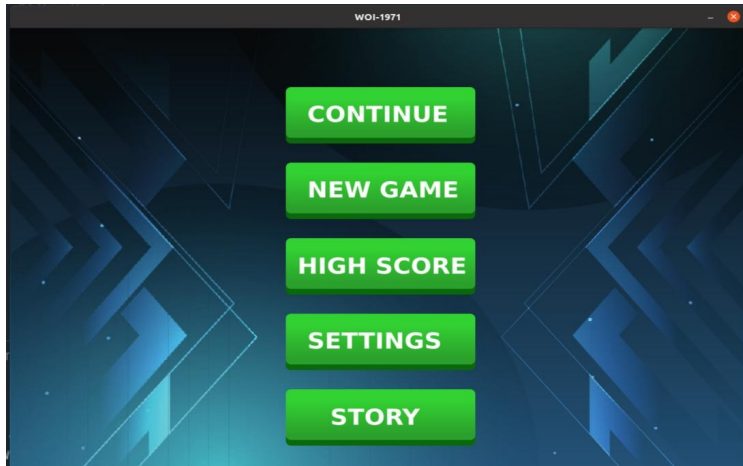 WOI-1971
CONTINUE
NEW GAME
HIGH SCORE
SETTINGS
STORY